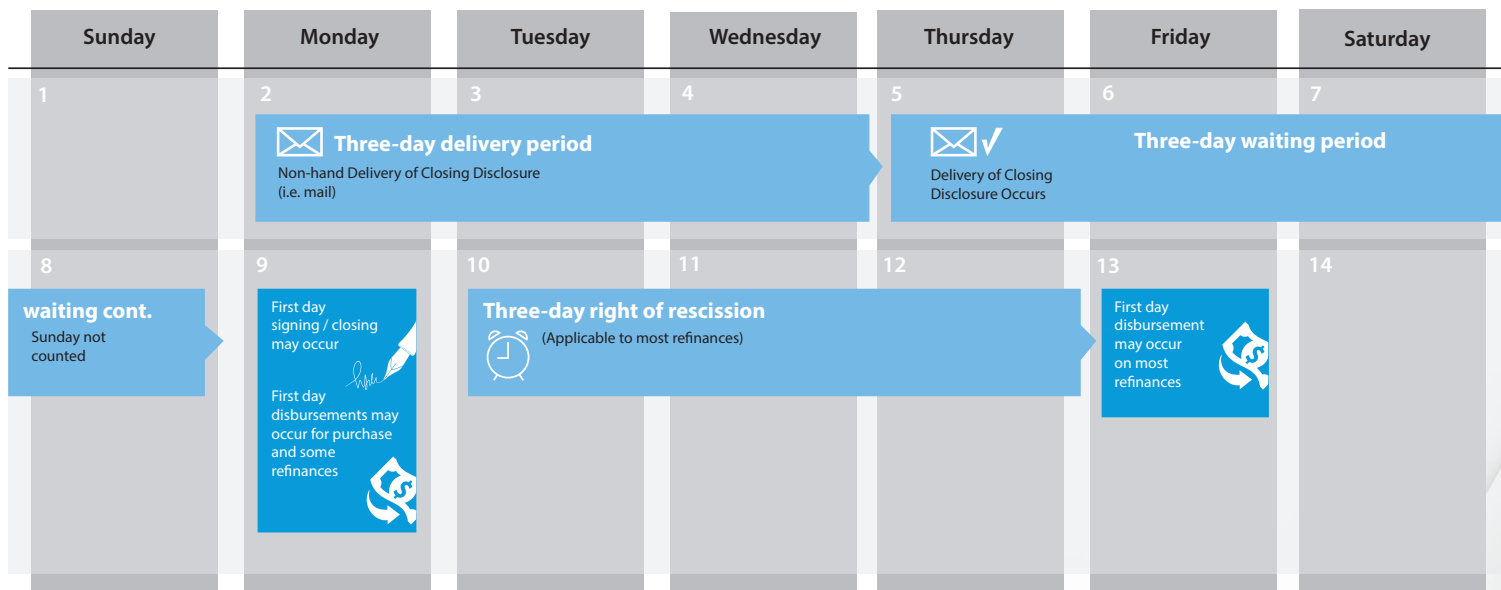 Sunday
Monday
Tuesday
Wednesday
Thursday
Friday
Saturday
1
2
3
4
5
6
7
Three-day delivery period
Non-hand Delivery of Closing Disclosure
(i.e. mail)
Three-day waiting period
Delivery of Closing
Disclosure Occurs
8
9
10
11
12
13
14
waiting cont.
Sunday not
counted
First day
signing / closing
may occur
First day
disbursements may
occur for purchase
and some
refinances
Three-day right of rescission
(Applicable to most refinances)
First day
disbursement
may occur
on most
refinances